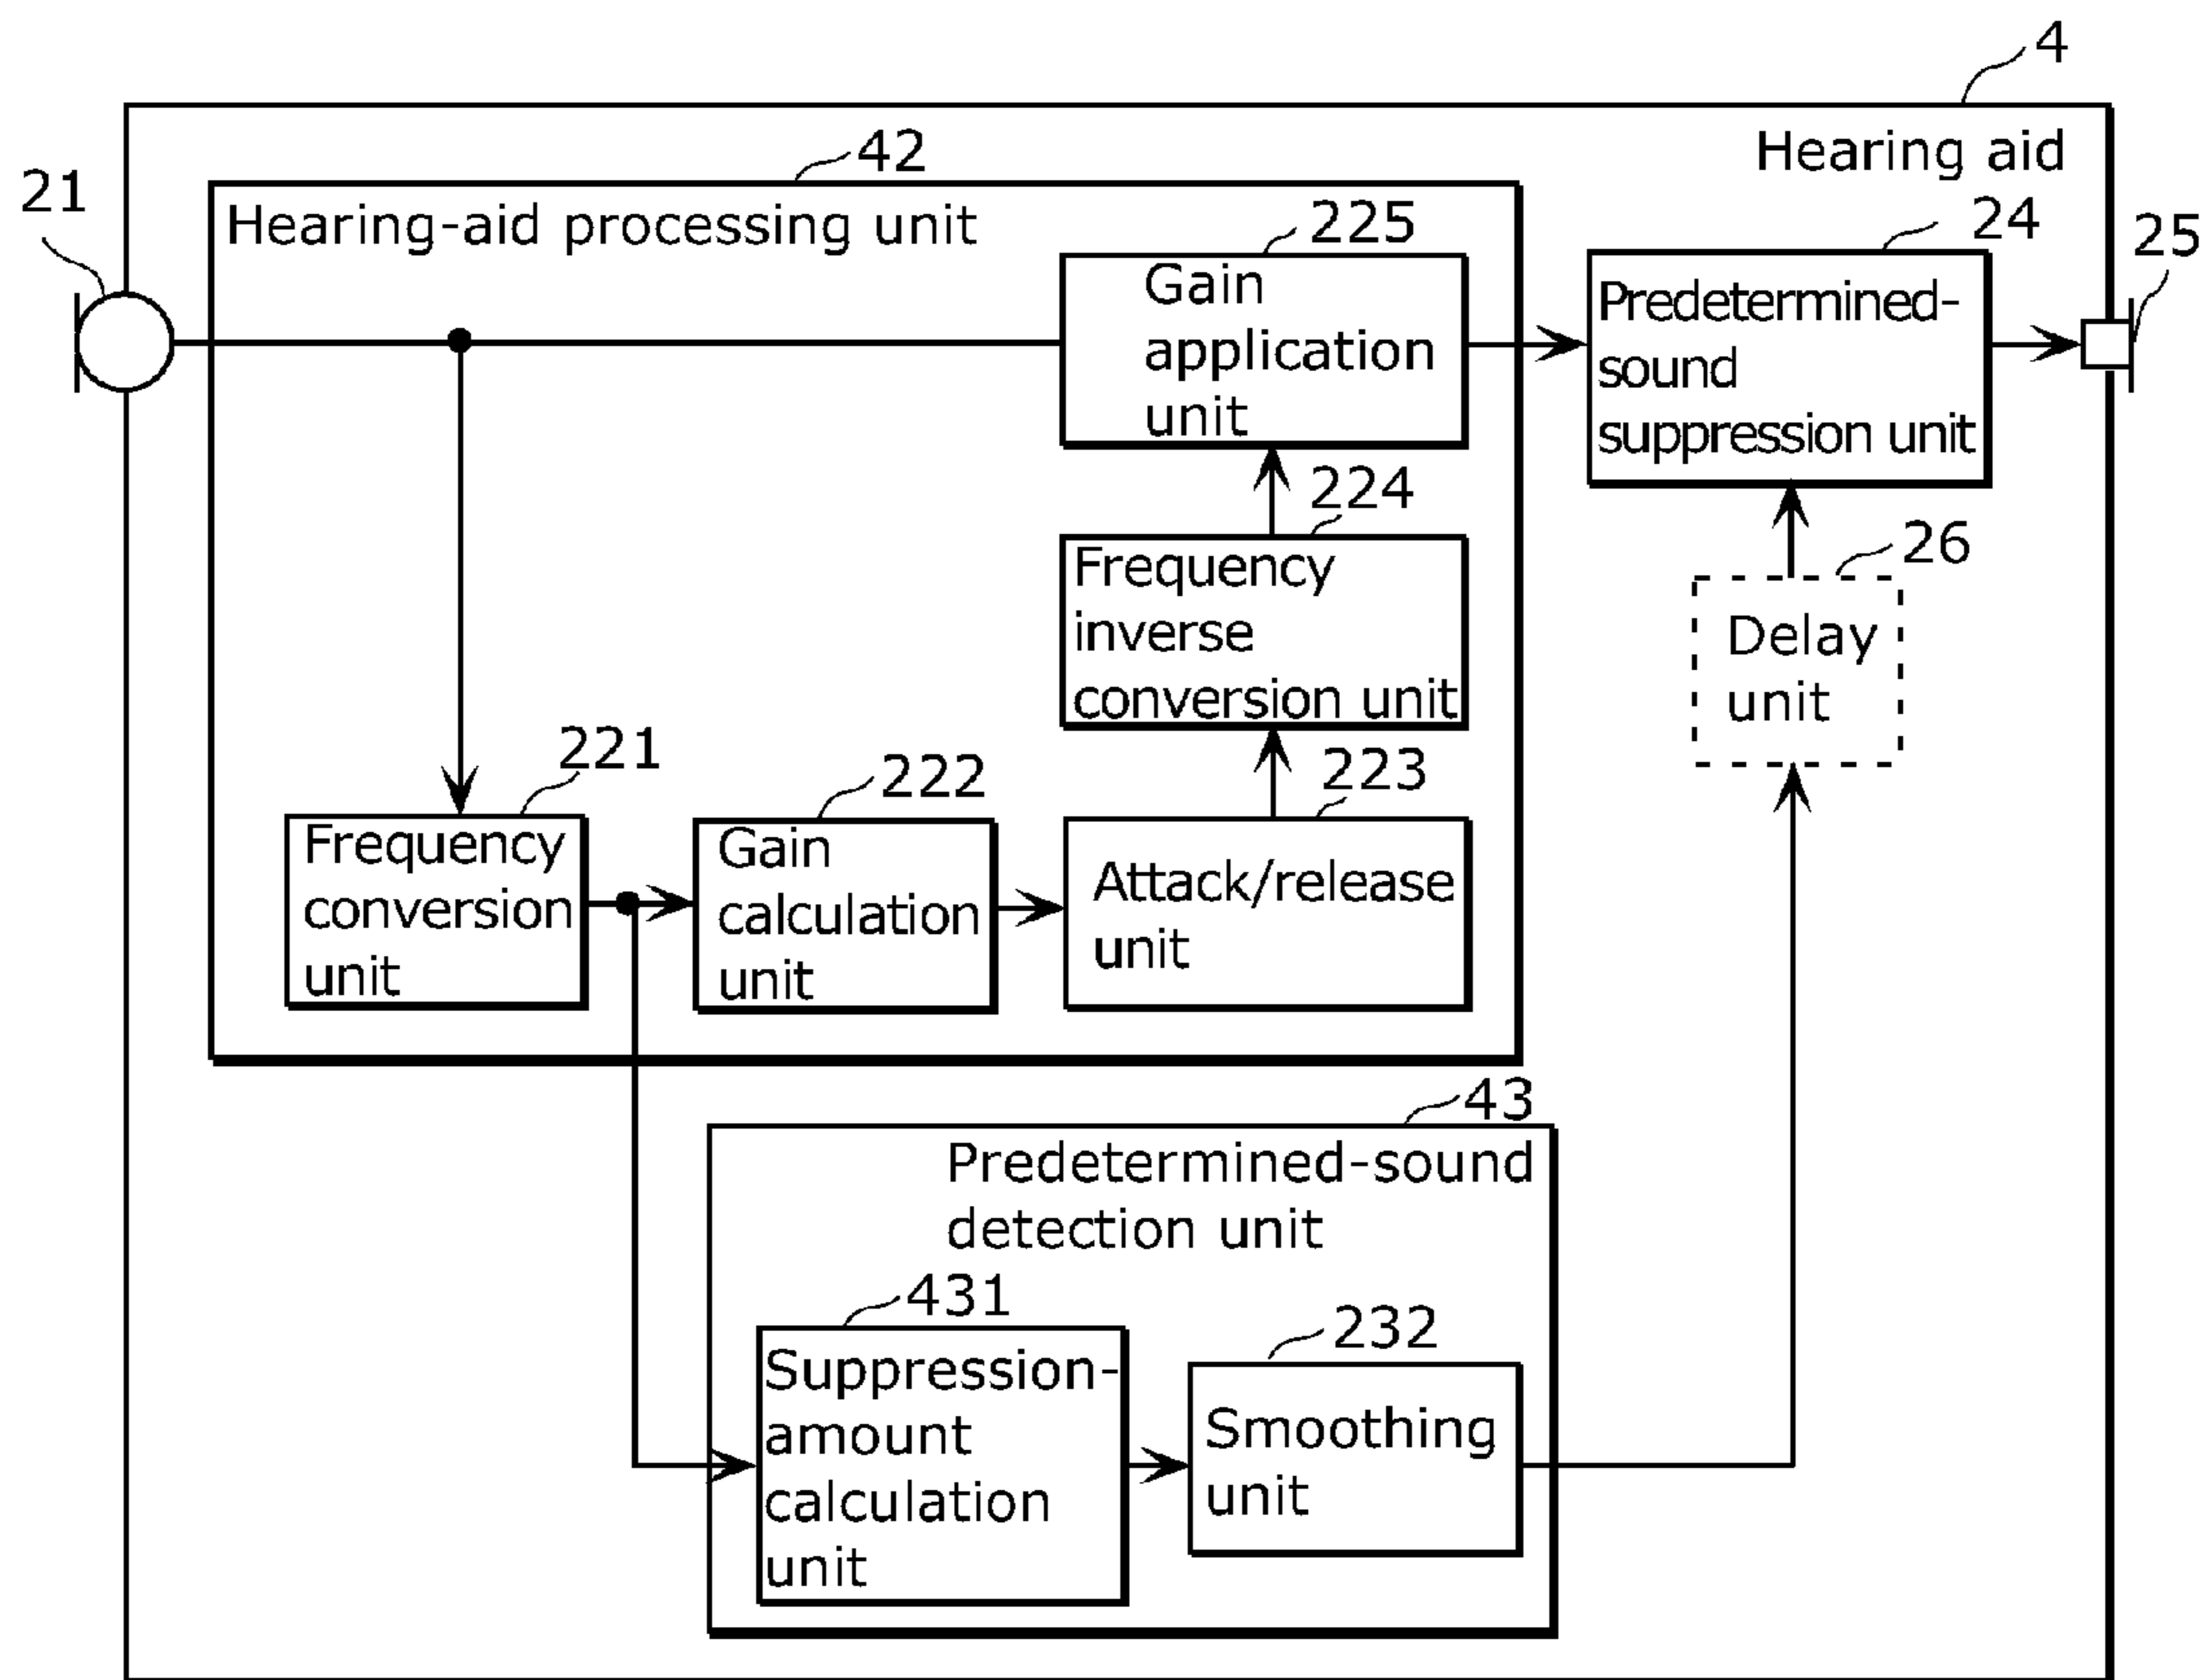 4
Hearing aid
42
21
Hearing-aid processing unit
225
24
25
Gain
application
unit
Predetermined-
sound
suppression unit
224
26
Frequency
inverse
conversion unit
Delay
unit
221
222
223
Frequency
conversion
unit
Gain
calculation
unit
Attack/release
unit
43
Predetermined-sound
detection unit
431
232
Suppression-
amount
calculation
unit
Smoothing
unit